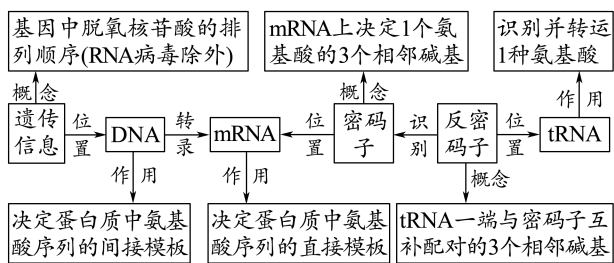 基因中脱氧核苷酸的排
列顺序(RNA病毒除外)
mRNA上决定1个氨
基酸的3个相邻碱基
识别并转运
1种氨基酸
概念
概念
作用
遗传
信息
位置
DNA
转录
mRNA
位置
密码
子
识别
反密
码子
位置
tRNA
作用
作用
概念
决定蛋白质中氨基
酸序列的间接模板
决定蛋白质中氨基
酸序列的直接模板
tRNA一端与密码子互
补配对的3个相邻碱基